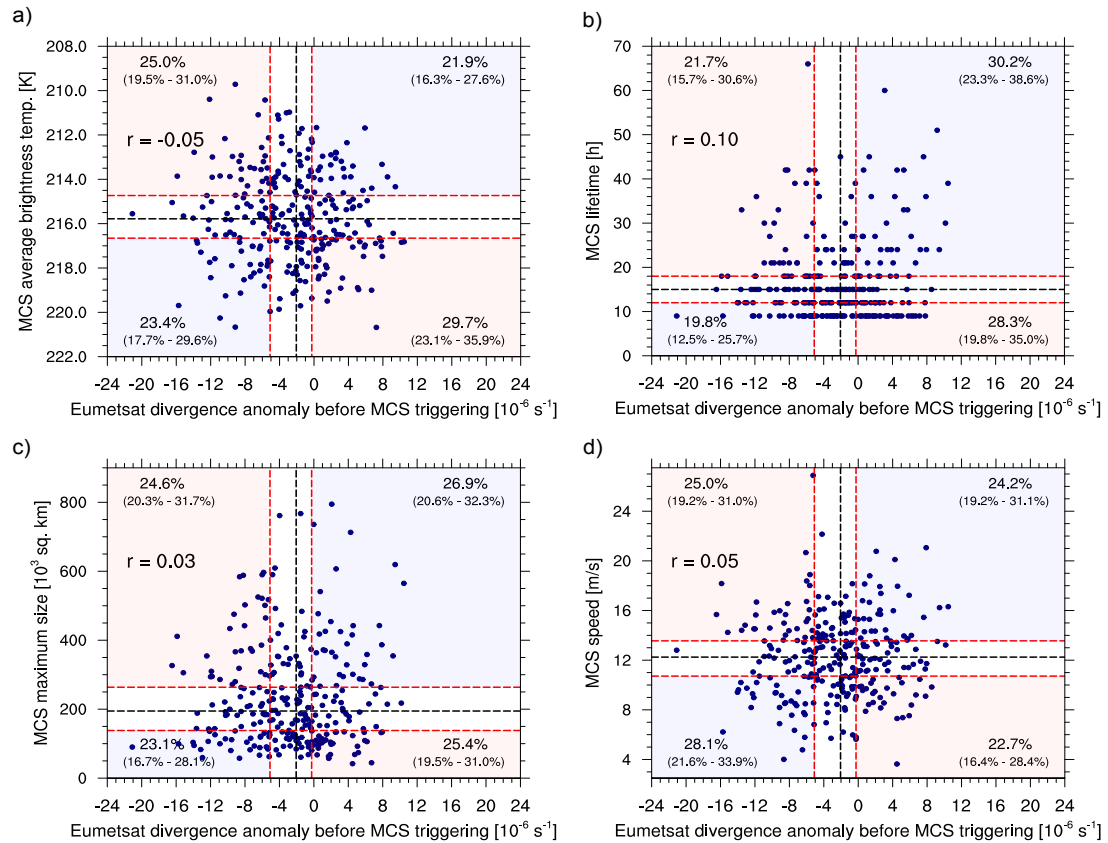 a)
208.0
210.0
212.0
214.0
216.0
218.0
220.0
222.0
MCS average brightness temp. [K]
25.0%
(19.5% - 31.0%)
21.9%
(16.3% - 27.6%)
r = -0.05
23.4%
(17.7% - 29.6%)
29.7%
(23.1% - 35.9%)
-24 -20 -16 -12 -8 -4 0 4 8 12 16 20 24
Eumetsat divergence anomaly before MCS triggering [10⁻⁶ s⁻¹]
b)
70
60
50
40
30
20
10
0
MCS lifetime [h]
21.7%
(15.7% - 30.6%)
30.2%
(23.3% - 38.6%)
r = 0.10
19.8%
(12.5% - 25.7%)
28.3%
(19.8% - 35.0%)
-24 -20 -16 -12 -8 -4 0 4 8 12 16 20 24
Eumetsat divergence anomaly before MCS triggering [10⁻⁶ s⁻¹]
c)
800
600
400
200
0
MCS maximum size [10³ sq. km]
24.6%
(20.3% - 31.7%)
26.9%
(20.6% - 32.3%)
r = 0.03
23.1%
(16.7% - 28.1%)
25.4%
(19.5% - 31.0%)
-24 -20 -16 -12 -8 -4 0 4 8 12 16 20 24
Eumetsat divergence anomaly before MCS triggering [10⁻⁶ s⁻¹]
d)
24
20
16
12
8
4
MCS speed [m/s]
25.0%
(19.2% - 31.0%)
24.2%
(19.2% - 31.1%)
r = 0.05
28.1%
(21.6% - 33.9%)
22.7%
(16.4% - 28.4%)
-24 -20 -16 -12 -8 -4 0 4 8 12 16 20 24
Eumetsat divergence anomaly before MCS triggering [10⁻⁶ s⁻¹]